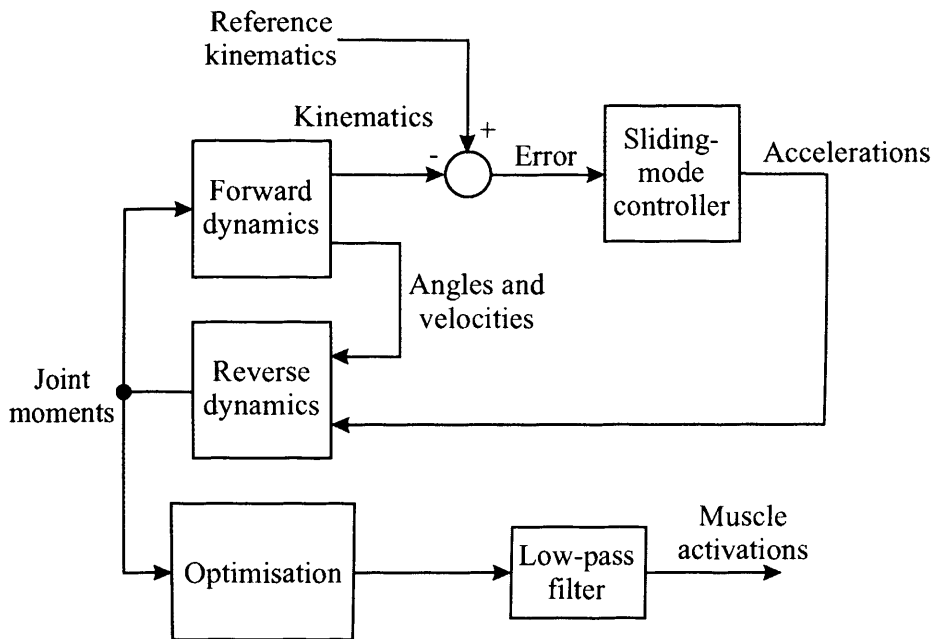 Reference
kinematics
Kinematics
+
-
Error
Sliding-
mode
controller
Accelerations
Forward
dynamics
Angles and
velocities
Reverse
dynamics
Joint
moments
Optimisation
Low-pass
filter
Muscle
activations